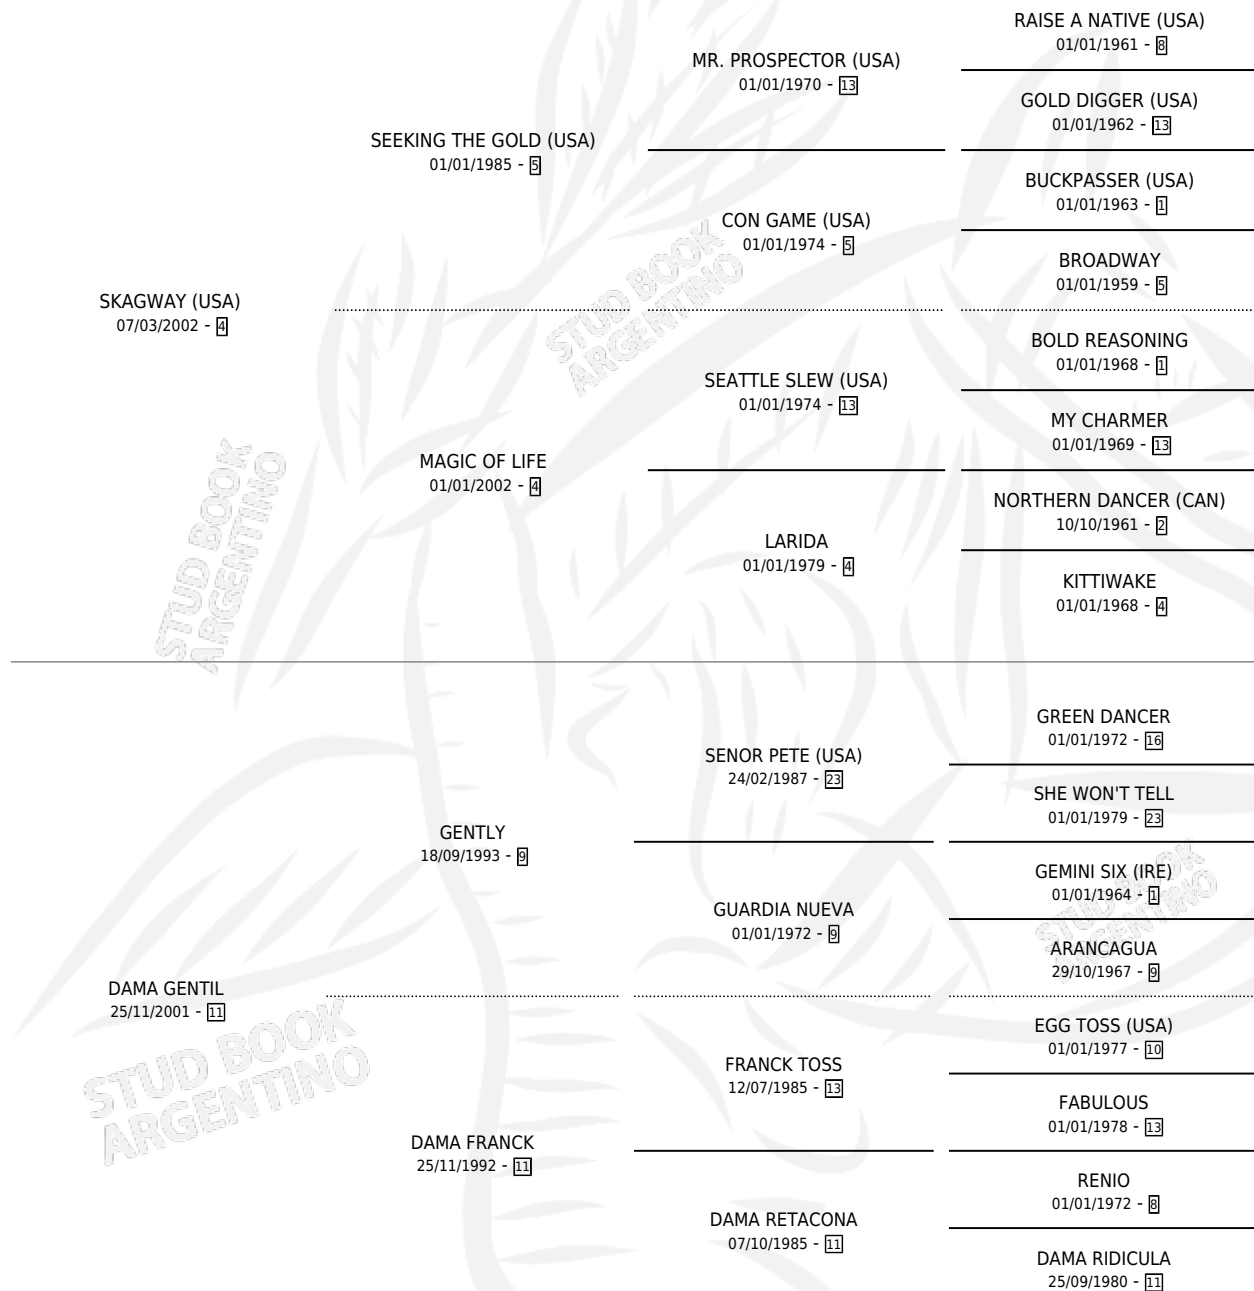 RAISE A NATIVE (USA)
01/01/1961 - 8
MR. PROSPECTOR (USA)
01/01/1970 - 13
GOLD DIGGER (USA)
01/01/1962 - 13
SEEKING THE GOLD (USA)
01/01/1985 - 5
BUCKPASSER (USA)
01/01/1963 - 1
CON GAME (USA)
01/01/1974 - 5
BROADWAY
01/01/1959 - 5
SKAGWAY (USA)
07/03/2002 - 4
BOLD REASONING
01/01/1968 - 1
SEATTLE SLEW (USA)
01/01/1974 - 13
MY CHARMER
01/01/1969 - 13
MAGIC OF LIFE
01/01/2002 - 4
NORTHERN DANCER (CAN)
10/10/1961 - 2
LARIDA
01/01/1979 - 4
KITTIWAKE
01/01/1968 - 4
GREEN DANCER
01/01/1972 - 16
SENOR PETE (USA)
24/02/1987 - 23
SHE WON'T TELL
01/01/1979 - 23
GENTLY
18/09/1993 - 9
GEMINI SIX (IRE)
01/01/1964 - 1
GUARDIA NUEVA
01/01/1972 - 9
ARANCAGUA
29/10/1967 - 9
DAMA GENTIL
25/11/2001 - 11
EGG TOSS (USA)
01/01/1977 - 10
FRANCK TOSS
12/07/1985 - 13
FABULOUS
01/01/1978 - 13
DAMA FRANCK
25/11/1992 - 11
RENIO
01/01/1972 - 8
DAMA RETACONA
07/10/1985 - 11
DAMA RIDICULA
25/09/1980 - 11
STUD BOOK
ARGENTINO
STUD BOOK
ARGENTINO
STUD BOOK
ARGENTINO
STUD BOOK
ARGENTINO